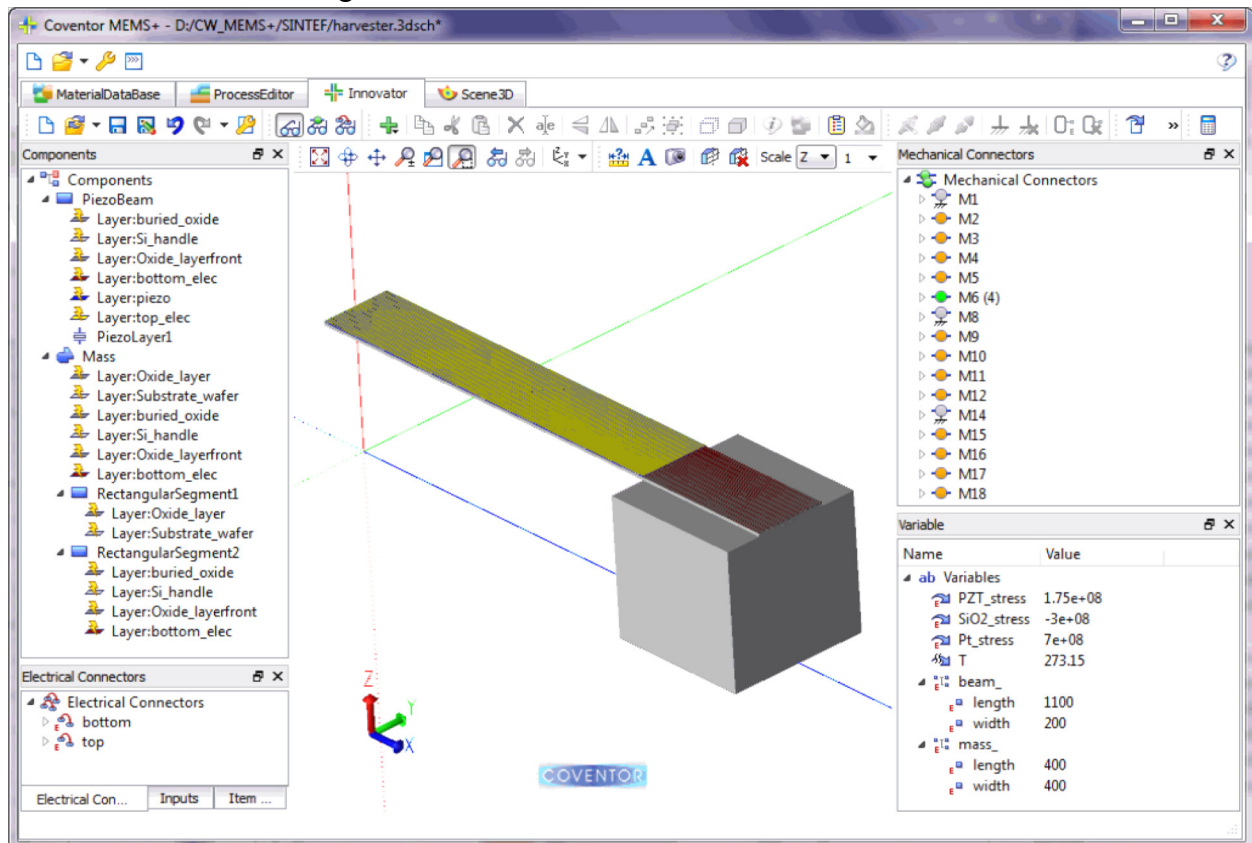 Coventor MEMS+ - D:/CW_MEMS+/SINTEF/harvester.3dsch*
MaterialDataBase ProcessEditor Innovator Scene3D
Components
Components
PiezoBeam
Layer:buried_oxide
Layer:Si_handle
Layer:Oxide_layerfront
Layer:bottom_elec
Layer:piezo
Layer:top_elec
PiezoLayer1
Mass
Layer:Oxide_layer
Layer:Substrate_wafer
Layer:buried_oxide
Layer:Si_handle
Layer:Oxide_layerfront
Layer:bottom_elec
RectangularSegment1
Layer:Oxide_layer
Layer:Substrate_wafer
RectangularSegment2
Layer:buried_oxide
Layer:Si_handle
Layer:Oxide_layerfront
Layer:bottom_elec
Electrical Connectors
Electrical Connectors
bottom
top
Electrical Con... Inputs Item ...
Scale Z 1
Z
Y
X
COVENTOR
Mechanical Connectors
Mechanical Connectors
M1
M2
M3
M4
M5
M6 (4)
M8
M9
M10
M11
M12
M14
M15
M16
M17
M18
Variable
Name Value
ab Variables
PZT_stress 1.75e+08
SiO2_stress -3e+08
Pt_stress 7e+08
T 273.15
beam_
length 1100
width 200
mass_
length 400
width 400